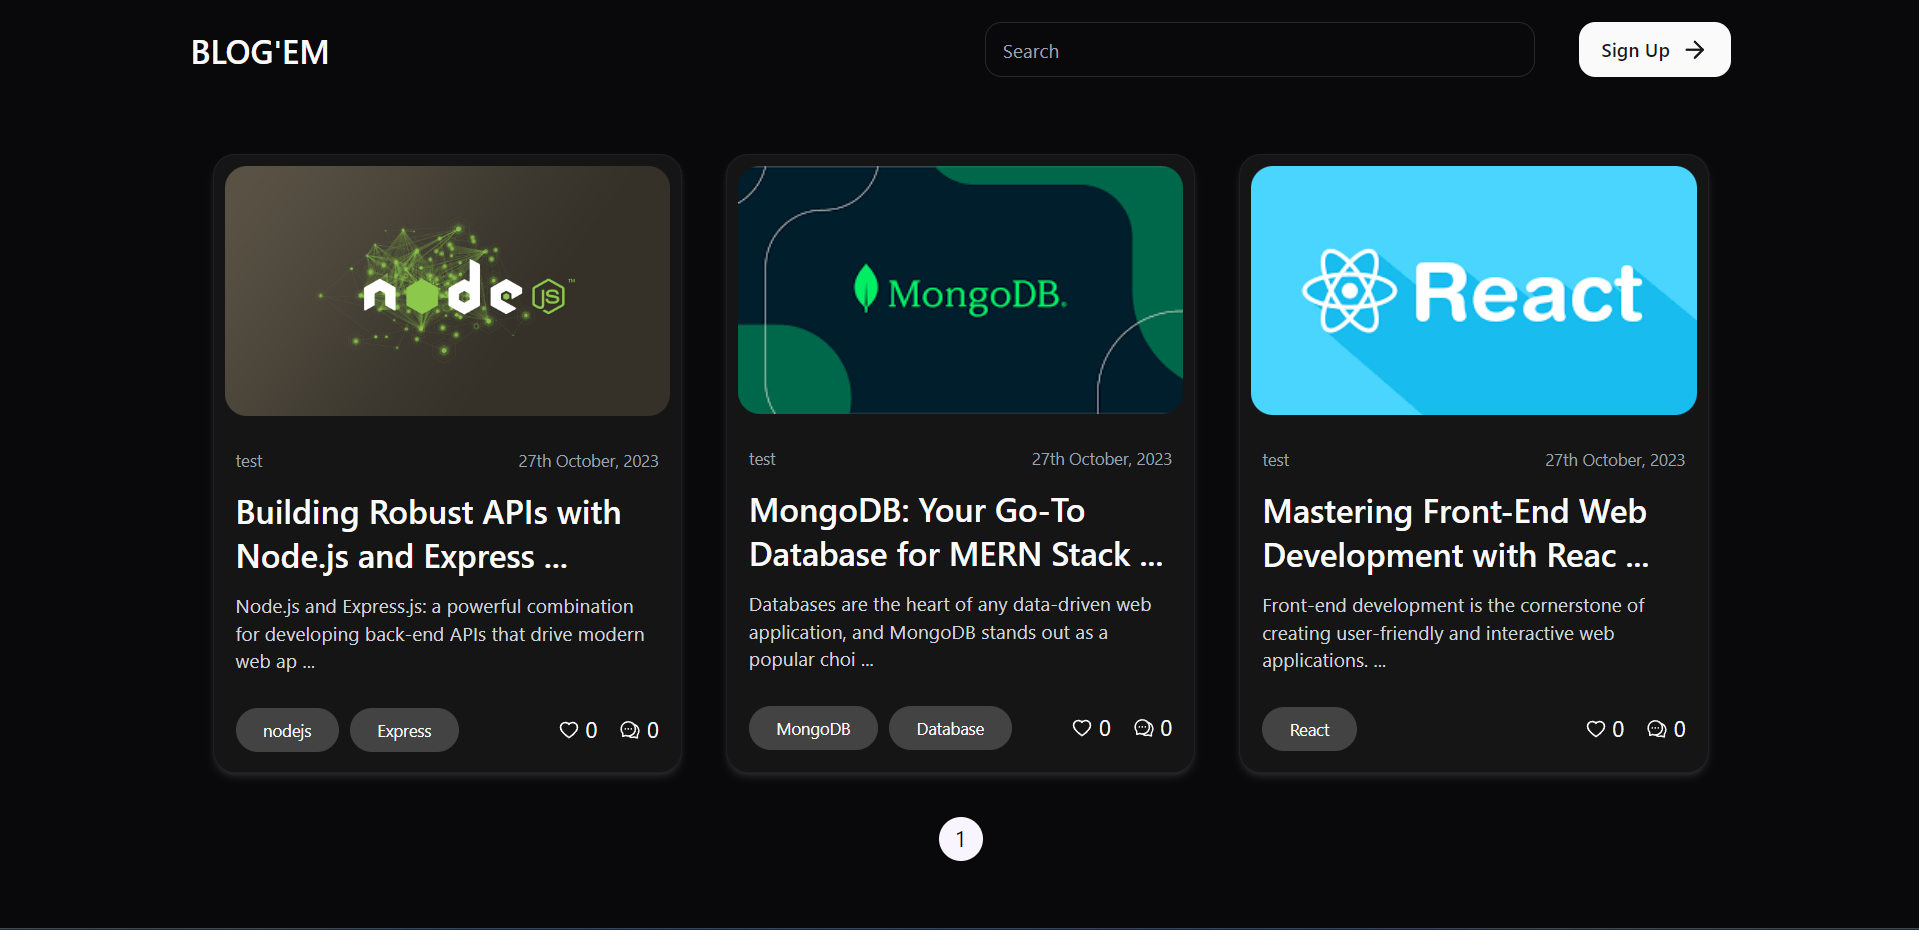 BLOG'EM
Search
Sign Up
node JS ™
test
27th October, 2023
Building Robust APIs with
Node.js and Express ...
Node.js and Express.js: a powerful combination
for developing back-end APIs that drive modern
web ap ...
nodejs
Express
0
0
MongoDB.
test
27th October, 2023
MongoDB: Your Go-To
Database for MERN Stack ...
Databases are the heart of any data-driven web
application, and MongoDB stands out as a
popular choi ...
MongoDB
Database
0
0
React
test
27th October, 2023
Mastering Front-End Web
Development with Reac ...
Front-end development is the cornerstone of
creating user-friendly and interactive web
applications. ...
React
0
0
1